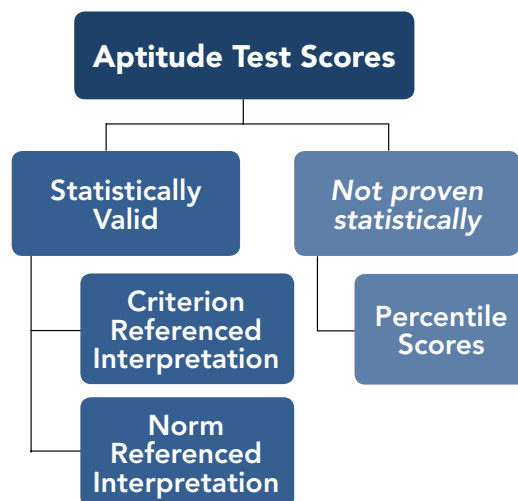 Aptitude Test Scores
Statistically
Valid
Not proven
statistically
Criterion
Referenced
Interpretation
Percentile
Scores
Norm
Referenced
Interpretation